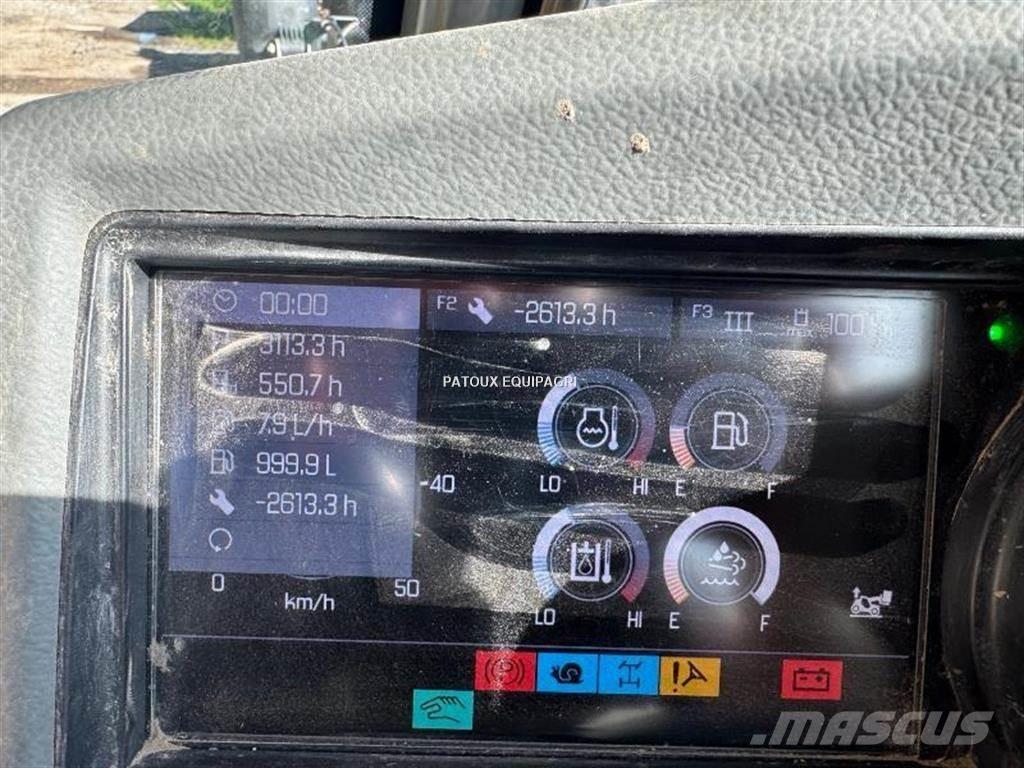 00:00
F2 -2613.3 h
F3 III 100
3113.3 h
550.7 h
PATOUX EQUIPAGRI
7.9 L/h
999.9 L
-40
LO HI E F
-2613.3 h
0 50
km/h
LO HI E F
P
MASCUS